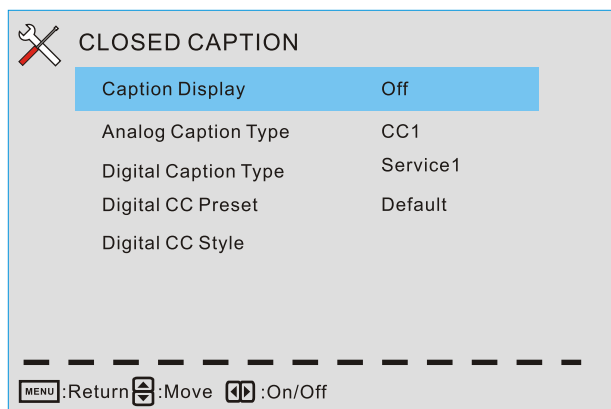 CLOSED CAPTION
Caption Display Off
Analog Caption Type CC1
Digital Caption Type Service1
Digital CC Preset Default
Digital CC Style
MENU :Return :Move :On/Off